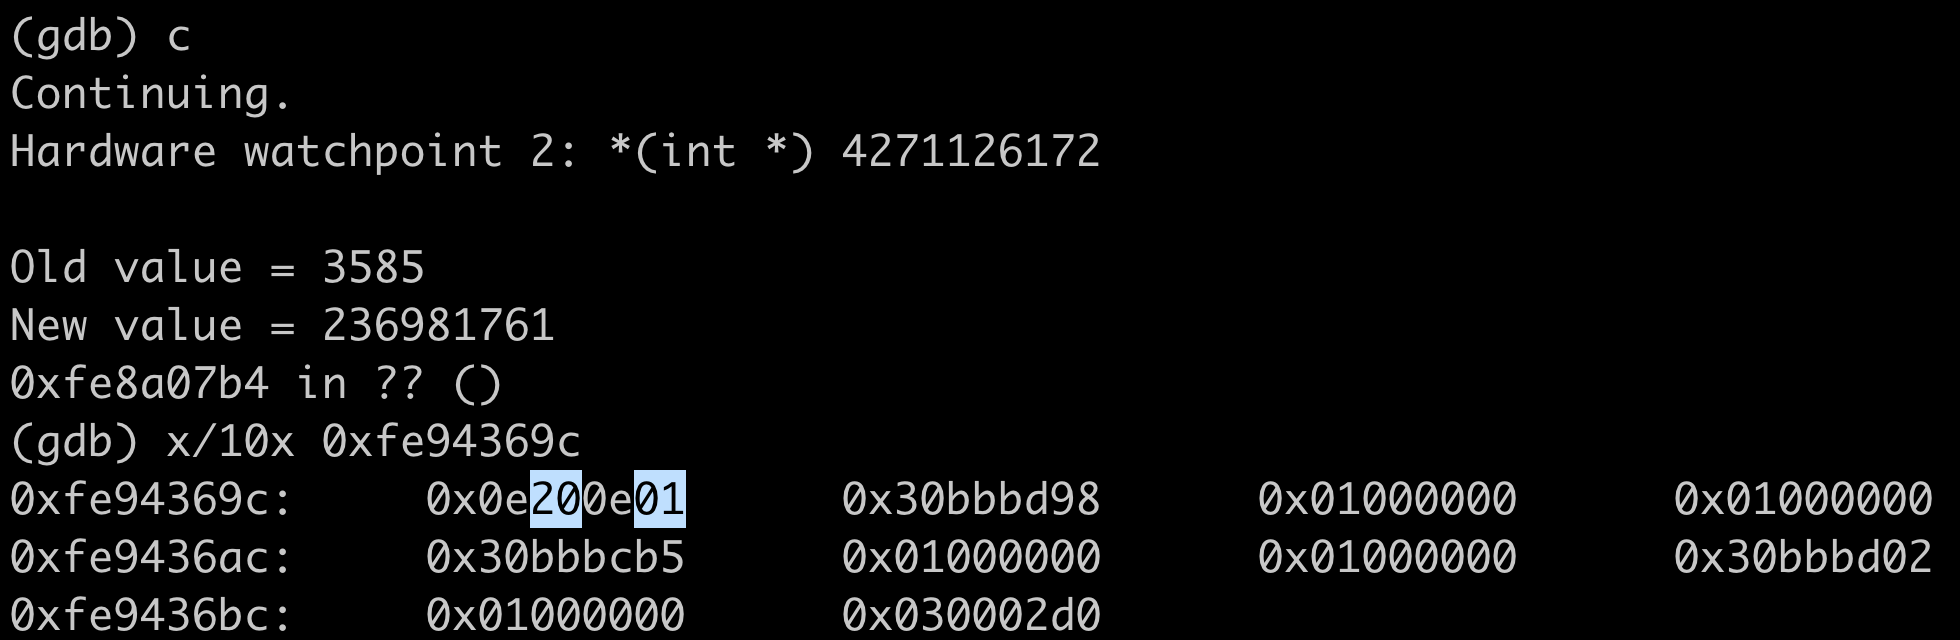 (gdb) c
Continuing.
Hardware watchpoint 2: *(int *) 4271126172
Old value = 3585
New value = 236981761
0xfe8a07b4 in ?? ()
(gdb) x/10x 0xfe94369c
0xfe94369c: 0x0e200e01 0x30bbbd98 0x01000000 0x01000000
0xfe9436ac: 0x30bbbcb5 0x01000000 0x01000000 0x30bbbd02
0xfe9436bc: 0x01000000 0x030002d0